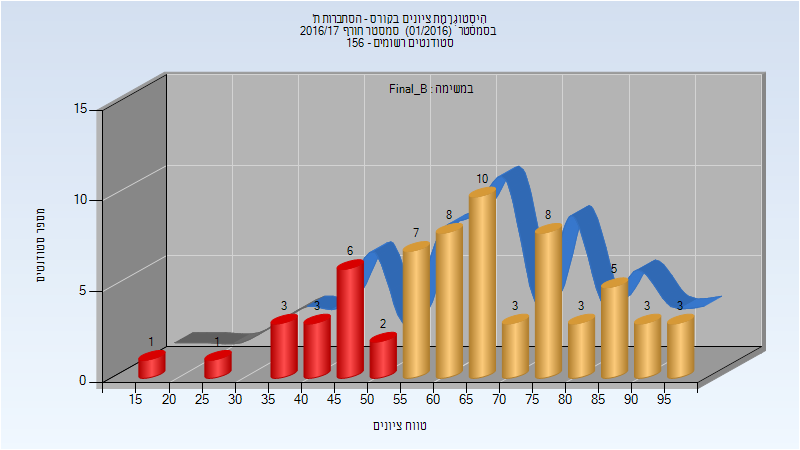 היסטוגרמת ציונים בקורס - הסתברות ת'
בסמסטר (01/2016) סמסטר חורף 2016/17
סטודנטים רשומים - 156
במשימה : Final_B
מספר סטודנטים
15
10
5
0
1
1
3
3
6
2
7
8
10
3
8
3
5
3
3
15 20 25 30 35 40 45 50 55 60 65 70 75 80 85 90 95
טווח ציונים